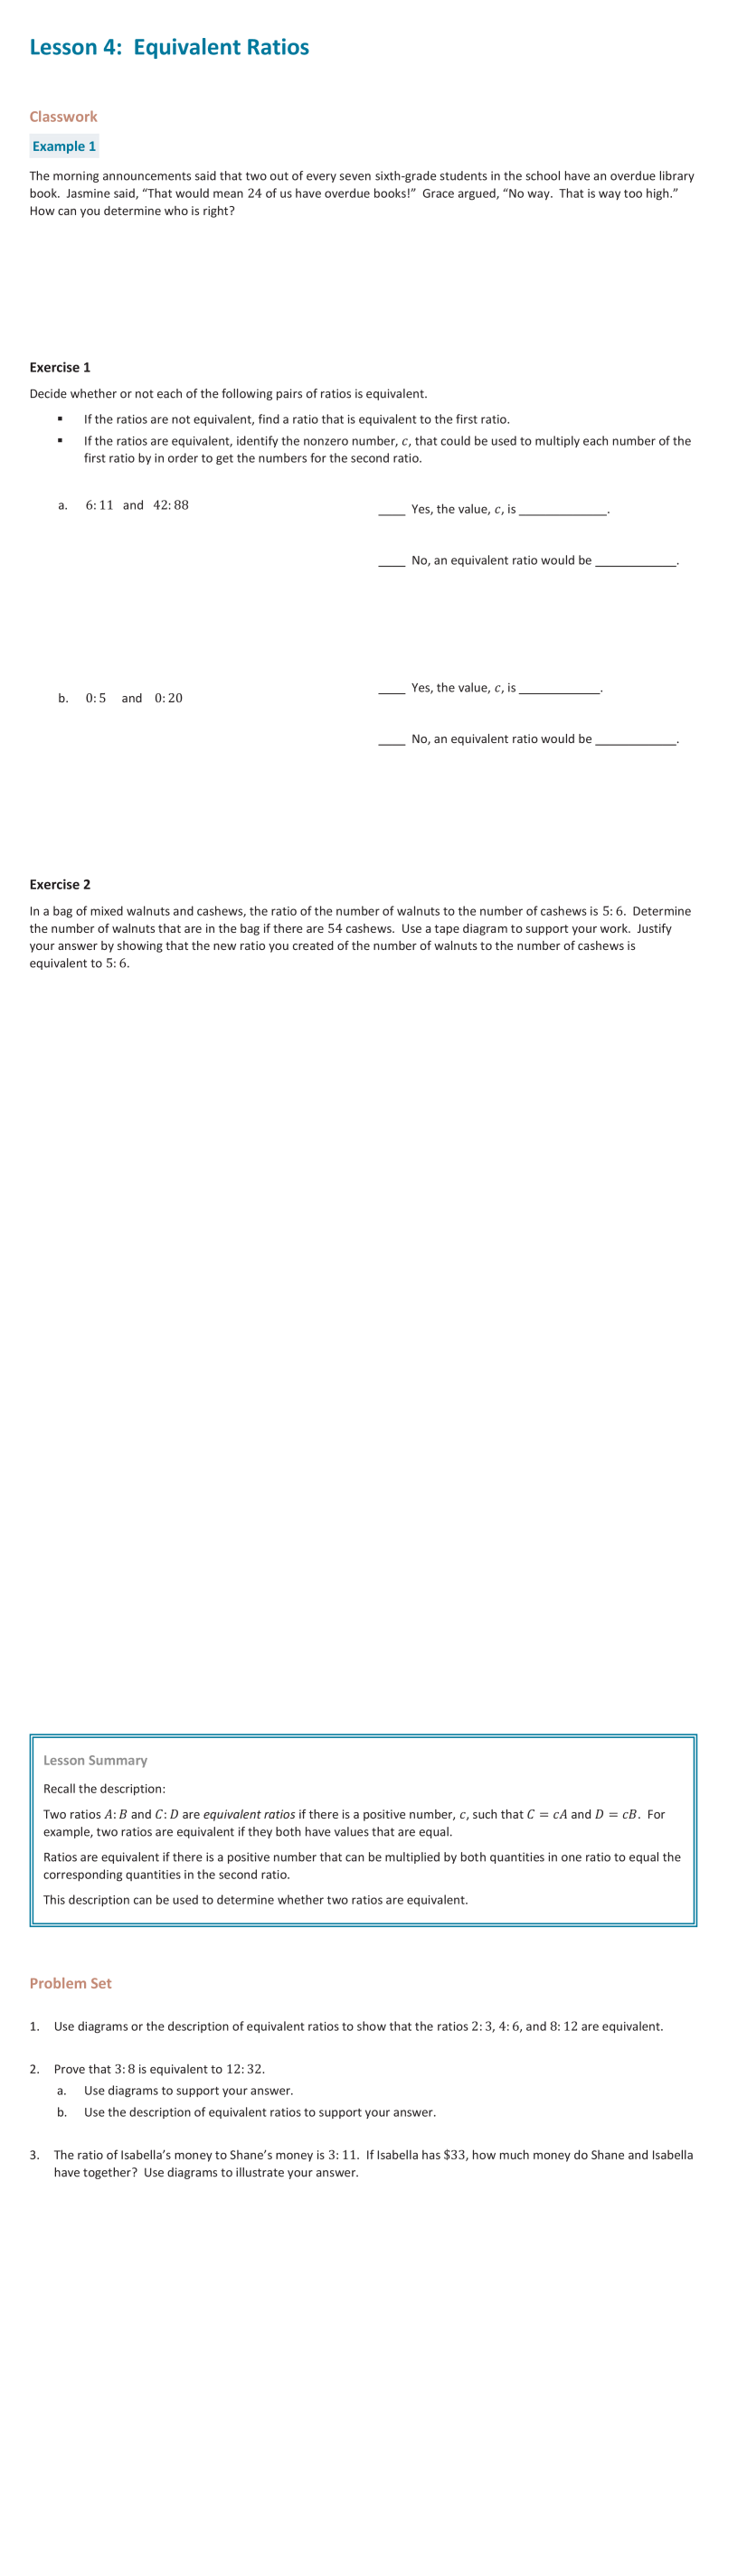 Lesson 4:  Equivalent Ratios
Classwork
Example 1
The morning announcements said that two out of every seven sixth-grade students in the school have an overdue library
book.  Jasmine said, “That would mean 24 of us have overdue books!”  Grace argued, “No way.  That is way too high.”
How can you determine who is right?
Exercise 1
Decide whether or not each of the following pairs of ratios is equivalent.
▪ If the ratios are not equivalent, find a ratio that is equivalent to the first ratio.
▪ If the ratios are equivalent, identify the nonzero number, c, that could be used to multiply each number of the
first ratio by in order to get the numbers for the second ratio.
a. 6: 11 and 42: 88
____ Yes, the value, c, is _____________.
____ No, an equivalent ratio would be ____________.
____ Yes, the value, c, is ____________.
b. 0: 5 and 0: 20
____ No, an equivalent ratio would be ____________.
Exercise 2
In a bag of mixed walnuts and cashews, the ratio of the number of walnuts to the number of cashews is 5: 6.  Determine
the number of walnuts that are in the bag if there are 54 cashews.  Use a tape diagram to support your work.  Justify
your answer by showing that the new ratio you created of the number of walnuts to the number of cashews is
equivalent to 5: 6.
Lesson Summary
Recall the description:
Two ratios A: B and C: D are equivalent ratios if there is a positive number, c, such that C = cA and D = cB.  For
example, two ratios are equivalent if they both have values that are equal.
Ratios are equivalent if there is a positive number that can be multiplied by both quantities in one ratio to equal the
corresponding quantities in the second ratio.
This description can be used to determine whether two ratios are equivalent.
Problem Set
1. Use diagrams or the description of equivalent ratios to show that the ratios 2: 3, 4: 6, and 8: 12 are equivalent.
2. Prove that 3: 8 is equivalent to 12: 32.
a. Use diagrams to support your answer.
b. Use the description of equivalent ratios to support your answer.
3. The ratio of Isabella’s money to Shane’s money is 3: 11.  If Isabella has $33, how much money do Shane and Isabella
have together?  Use diagrams to illustrate your answer.